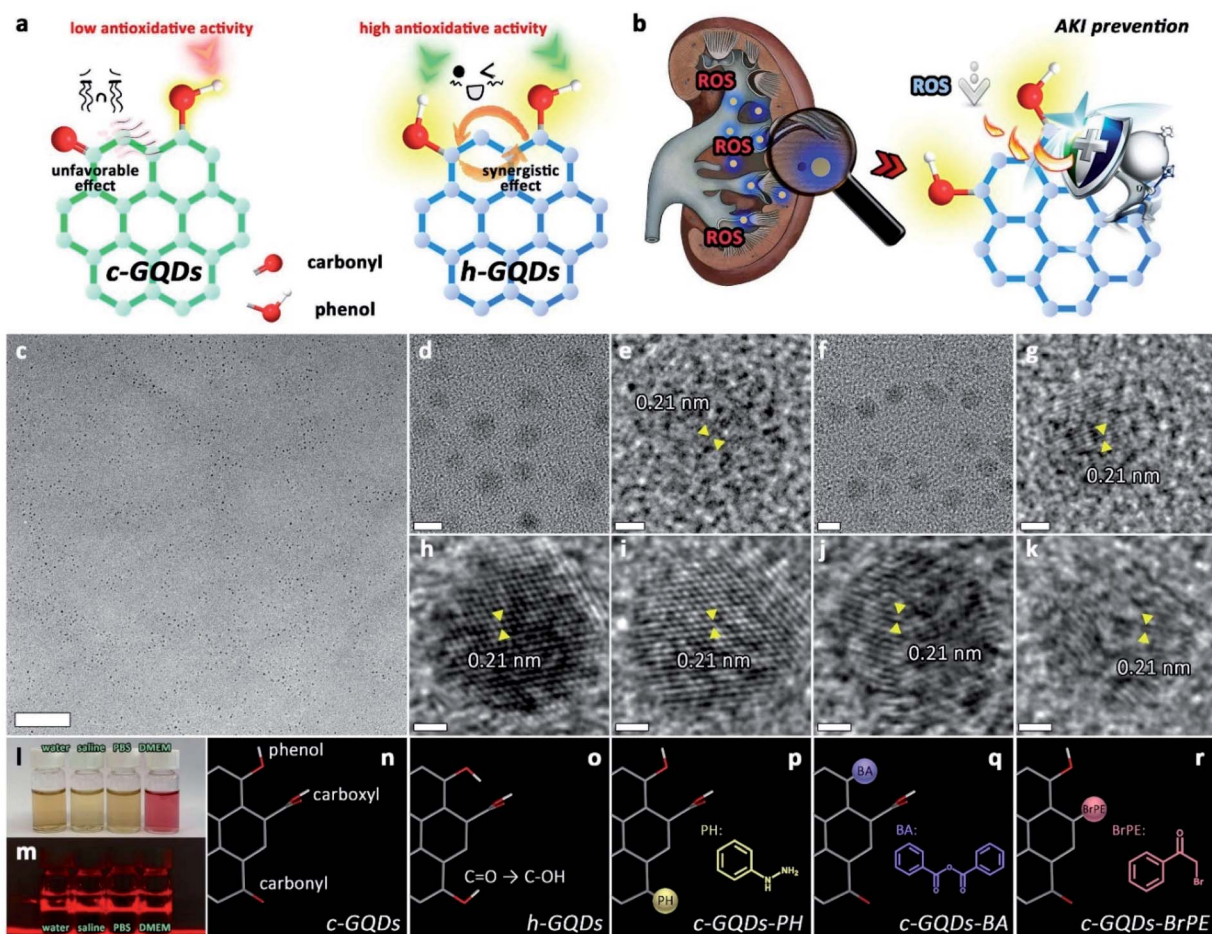 a
low antioxidative activity
high antioxidative activity
unfavorable
effect
synergistic
effect
c-GQDs
h-GQDs
carbonyl
phenol
b
AKI prevention
ROS
ROS
ROS
ROS
c
d
e
0.21 nm
f
g
0.21 nm
h
0.21 nm
i
0.21 nm
j
0.21 nm
k
0.21 nm
l
water saline PBS DMEM
m
water saline PBS DMEM
n
phenol
carboxyl
carbonyl
c-GQDs
o
C=O → C-OH
h-GQDs
p
PH:
H
N
NH₂
PH
c-GQDs-PH
q
BA
BA:
O O
O
c-GQDs-BA
r
BrPE
BrPE:
O
Br
c-GQDs-BrPE